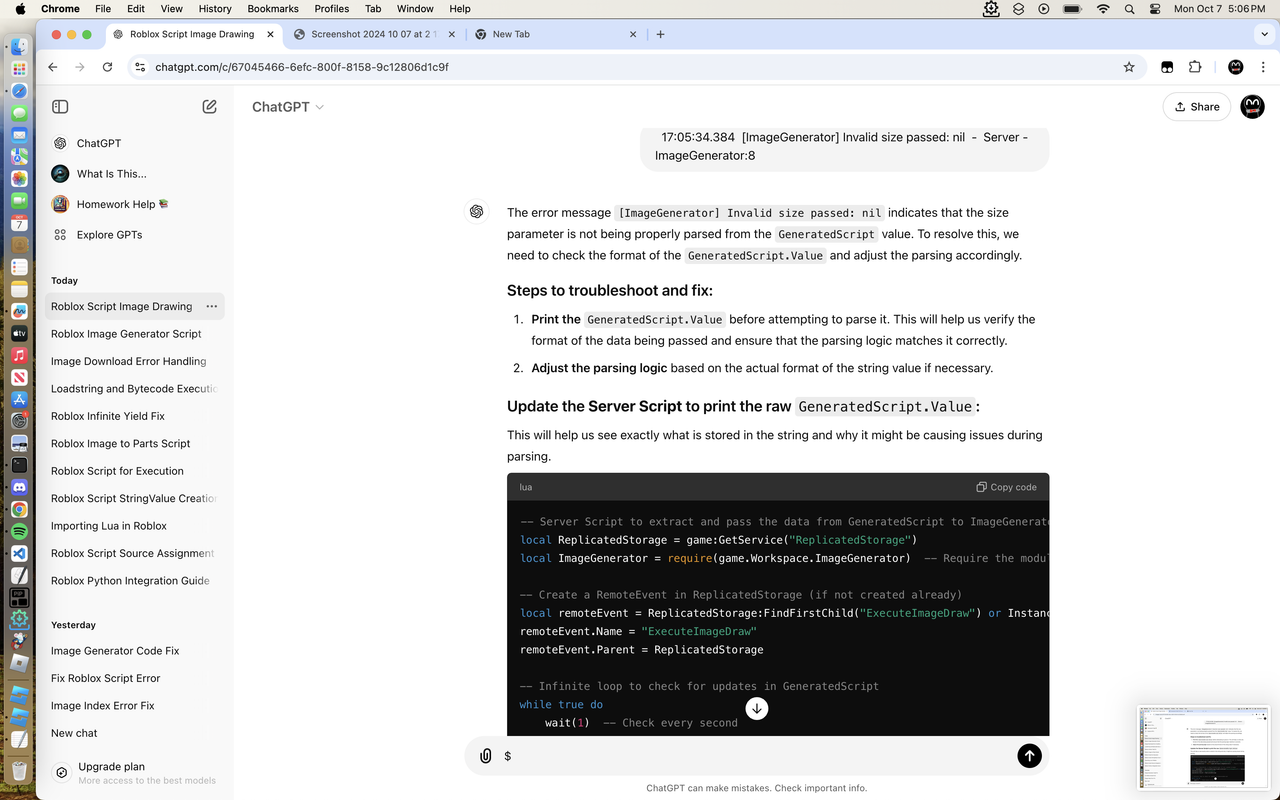 Chrome File Edit View History Bookmarks Profiles Tab Window Help Mon Oct 7 5:06 PM
Roblox Script Image Drawing Screenshot 2024 10 07 at 2 1 New Tab
chatgpt.com/c/67045466-6efc-800f-8158-9c12806d1c9f
ChatGPT
Share
ChatGPT
What Is This...
Homework Help 📚
Explore GPTs
Today
Roblox Script Image Drawing
Roblox Image Generator Script
Image Download Error Handling
Loadstring and Bytecode Executio
Roblox Infinite Yield Fix
Roblox Image to Parts Script
Roblox Script for Execution
Roblox Script StringValue Creation
Importing Lua in Roblox
Roblox Script Source Assignment
Roblox Python Integration Guide
Yesterday
Image Generator Code Fix
Fix Roblox Script Error
Image Index Error Fix
New chat
Upgrade plan
More access to the best models
17:05:34.384 [ImageGenerator] Invalid size passed: nil - Server -
ImageGenerator:8
The error message [ImageGenerator] Invalid size passed: nil indicates that the size
parameter is not being properly parsed from the GeneratedScript value. To resolve this, we
need to check the format of the GeneratedScript.Value and adjust the parsing accordingly.
Steps to troubleshoot and fix:
1. Print the GeneratedScript.Value before attempting to parse it. This will help us verify the
format of the data being passed and ensure that the parsing logic matches it correctly.
2. Adjust the parsing logic based on the actual format of the string value if necessary.
Update the Server Script to print the raw GeneratedScript.Value:
This will help us see exactly what is stored in the string and why it might be causing issues during
parsing.
lua Copy code
-- Server Script to extract and pass the data from GeneratedScript to ImageGenerat
local ReplicatedStorage = game:GetService("ReplicatedStorage")
local ImageGenerator = require(game.Workspace.ImageGenerator) -- Require the modul
-- Create a RemoteEvent in ReplicatedStorage (if not created already)
local remoteEvent = ReplicatedStorage:FindFirstChild("ExecuteImageDraw") or Instanc
remoteEvent.Name = "ExecuteImageDraw"
remoteEvent.Parent = ReplicatedStorage
-- Infinite loop to check for updates in GeneratedScript
while true do
wait(1) -- Check every second
$
ChatGPT can make mistakes. Check important info.